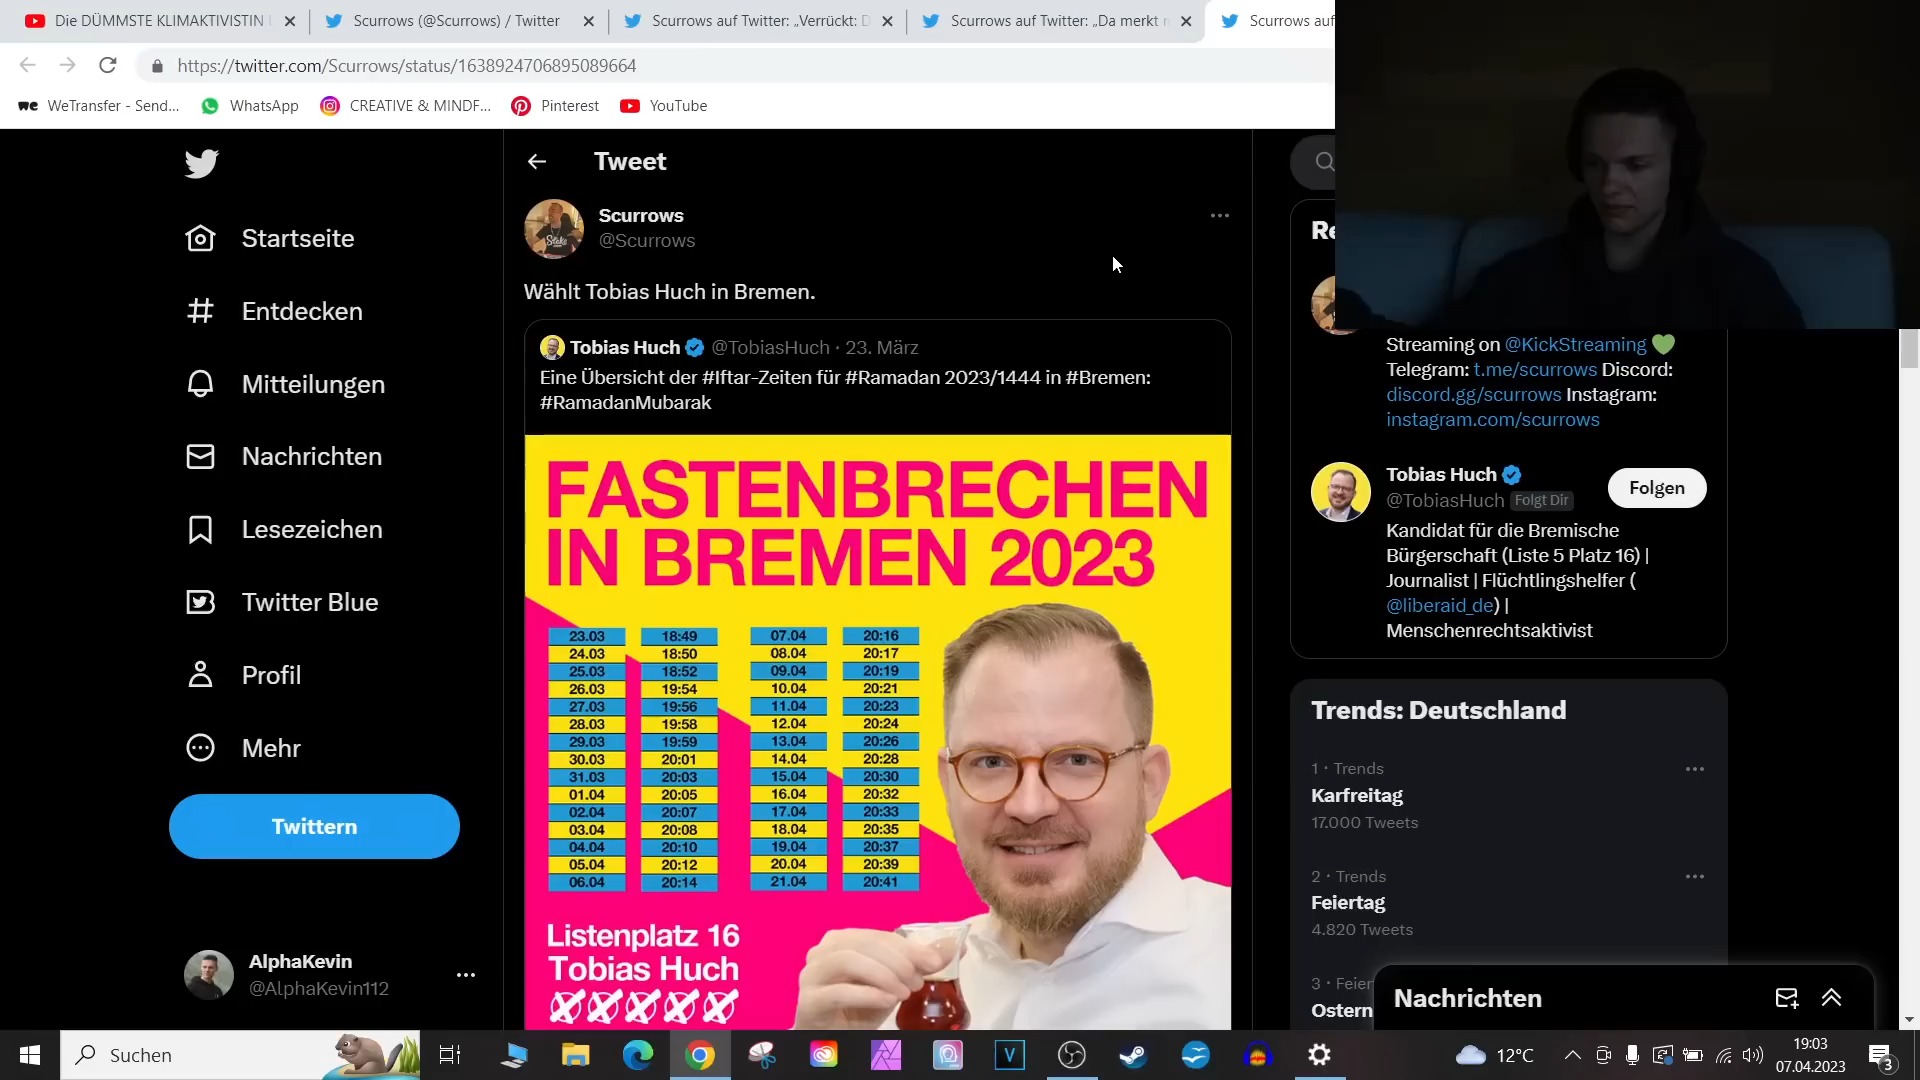 Die DÜMMSTE KLIMAKTIVISTIN
Scurrows (@Scurrows) / Twitter
Scurrows auf Twitter: „Verrückt: D
Scurrows auf Twitter: „Da merkt
Scurrows auf
https://twitter.com/Scurrows/status/1638924706895089664
we
WeTransfer - Send...
WhatsApp
CREATIVE & MINDF...
Pinterest
YouTube
Startseite
Entdecken
Mitteilungen
Nachrichten
Lesezeichen
Twitter Blue
Profil
Mehr
Twittern
AlphaKevin
@AlphaKevin112
Tweet
Scurrows
@Scurrows
Stake
Wählt Tobias Huch in Bremen.
Tobias Huch @TobiasHuch · 23. März
Eine Übersicht der #Iftar-Zeiten für #Ramadan 2023/1444 in #Bremen:
#RamadanMubarak
FASTENBRECHEN
IN BREMEN 2023
23.03 18:49 07.04 20:16
24.03 18:50 08.04 20:17
25.03 18:52 09.04 20:19
26.03 19:54 10.04 20:21
27.03 19:56 11.04 20:23
28.03 19:58 12.04 20:24
29.03 19:59 13.04 20:26
30.03 20:01 14.04 20:28
31.03 20:03 15.04 20:30
01.04 20:05 16.04 20:32
02.04 20:07 17.04 20:33
03.04 20:08 18.04 20:35
04.04 20:10 19.04 20:37
05.04 20:12 20.04 20:39
06.04 20:14 21.04 20:41
Listenplatz 16
Tobias Huch
Re
Streaming on @KickStreaming 💚
Telegram: t.me/scurrows Discord:
discord.gg/scurrows Instagram:
instagram.com/scurrows
Tobias Huch
@TobiasHuch Folgt Dir
Folgen
Kandidat für die Bremische
Bürgerschaft (Liste 5 Platz 16) |
Journalist | Flüchtlingshelfer (
@liberaid_de) |
Menschenrechtsaktivist
Trends: Deutschland
1 · Trends
Karfreitag
17.000 Tweets
2 · Trends
Feiertag
4.820 Tweets
3 · Feier
Ostern
Nachrichten
Suchen
V
12°C
19:03
07.04.2023
3